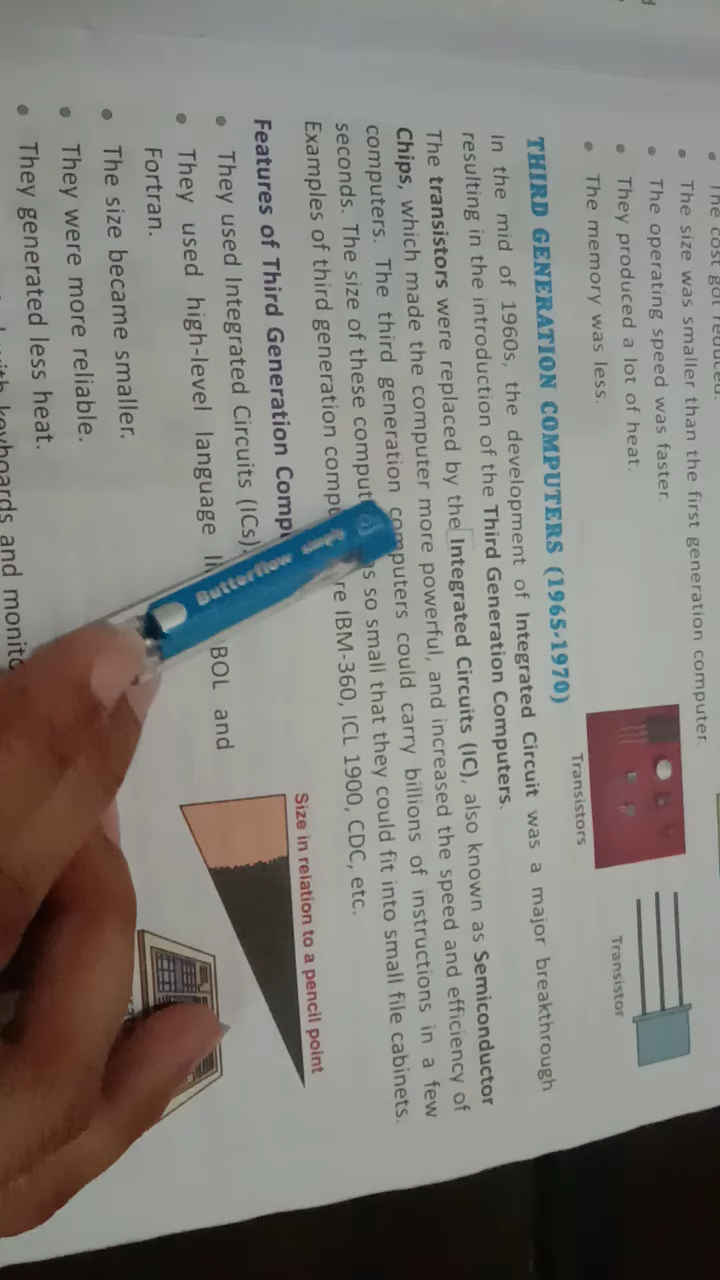 The cost got reduced.
The size was smaller than the first generation computer.
The operating speed was faster.
They produced a lot of heat.
The memory was less.
Transistors
Transistor
THIRD GENERATION COMPUTERS (1965-1970)
In the mid of 1960s, the development of Integrated Circuit was a major breakthrough
resulting in the introduction of the Third Generation Computers.
The transistors were replaced by the Integrated Circuits (IC), also known as Semiconductor
Chips, which made the computer more powerful, and increased the speed and efficiency of
computers. The third generation computers could carry billions of instructions in a few
seconds. The size of these so small that they could fit into small file cabinets.
Examples of third generation IBM-360, ICL 1900, CDC, etc.
Features of Third Generation
They used Integrated Circuits (ICs).
They used high-level language BOL and
Fortran.
The size became smaller.
They were more reliable.
They generated less heat.
keyboards and
Size in relation to a pencil point
Butterflow